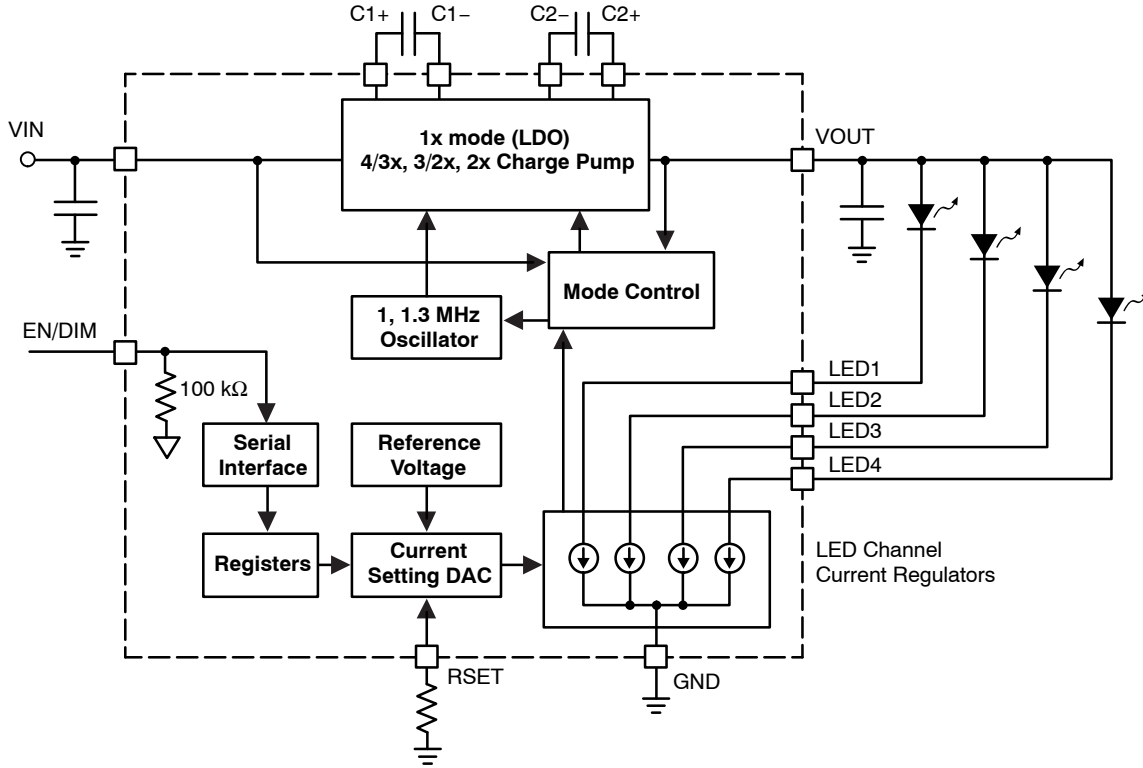 C1+
C1−
C2−
C2+
VIN
1x mode (LDO)
4/3x, 3/2x, 2x Charge Pump
VOUT
Mode Control
1, 1.3 MHz
Oscillator
EN/DIM
100 kΩ
LED1
LED2
LED3
LED4
Serial
Interface
Reference
Voltage
Registers
Current
Setting DAC
LED Channel
Current Regulators
RSET
GND